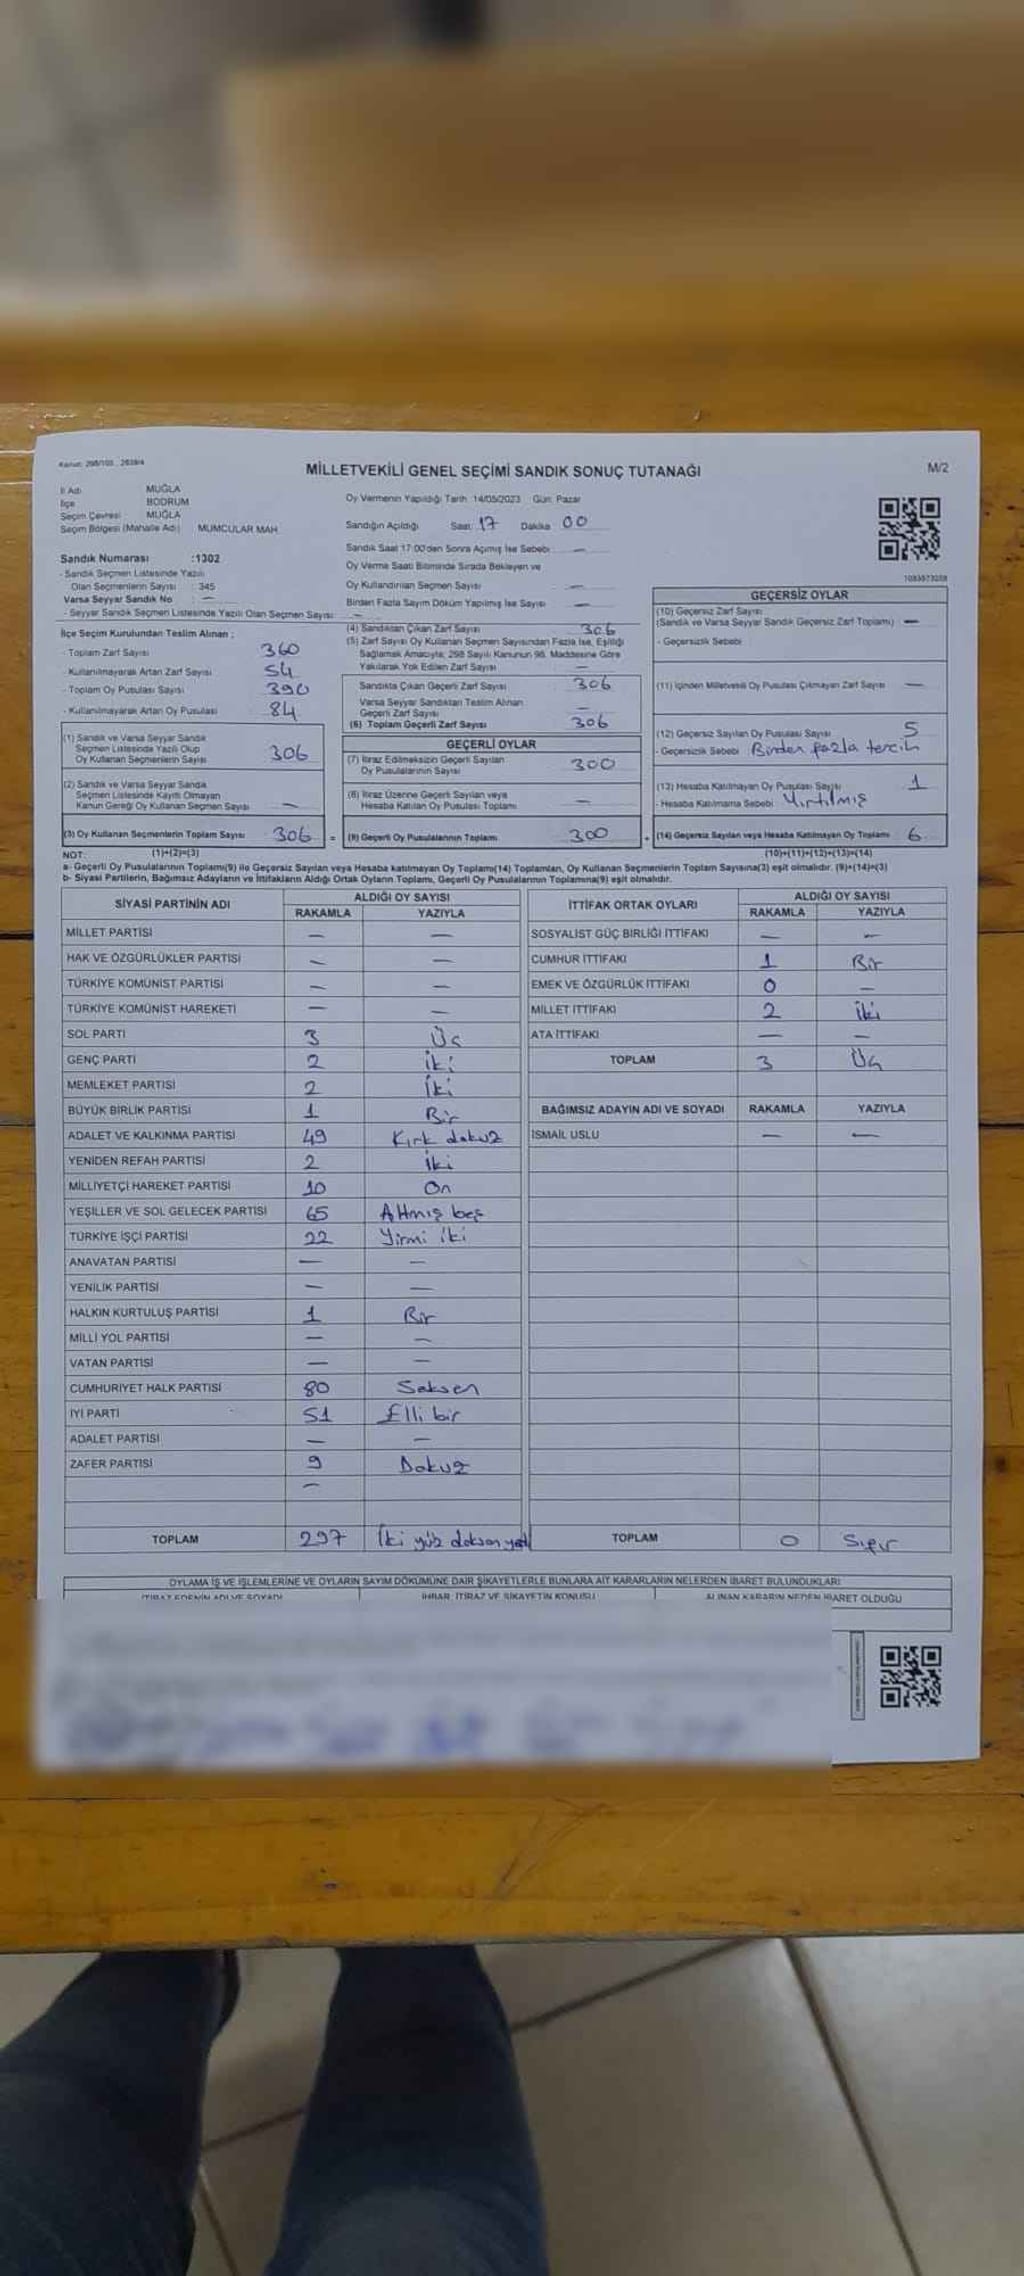 Kanun: 298/105 , 2839/4
MİLLETVEKİLİ GENEL SEÇİMİ SANDIK SONUÇ TUTANAĞI
M/2
İl Adı MUĞLA
İlçe BODRUM
Seçim Çevresi MUĞLA
Seçim Bölgesi (Mahalle Adı) MUMCULAR MAH.
Oy Vermenin Yapıldığı Tarih :14/05/2023 Gün: Pazar
Sandığın Açıldığı Saat: 17 Dakika 00
Sandık Saat 17:00'den Sonra Açımış İse Sebebi —
Oy Verme Saati Bitiminde Sırada Bekleyen ve
Oy Kullandırılan Seçmen Sayısı —
Birden Fazla Sayım Döküm Yapılmış İse Sayısı —
Sandık Numarası :1302
- Sandık Seçmen Listesinde Yazılı
Olan Seçmenlerin Sayısı : 345
Varsa Seyyar Sandık No : —
- Seyyar Sandık Seçmen Listesinde Yazılı Olan Seçmen Sayısı: —
İlçe Seçim Kurulundan Teslim Alınan ;
- Toplam Zarf Sayısı 360
- Kullanılmayarak Artan Zarf Sayısı 54
- Toplam Oy Pusulası Sayısı 390
- Kullanılmayarak Artan Oy Pusulası 84
(4) Sandıktan Çıkan Zarf Sayısı 306
(5) Zarf Sayısı Oy Kullanan Seçmen Sayısından Fazla İse, Eşitliği
Sağlamak Amacıyla; 298 Sayılı Kanunun 98. Maddesine Göre
Yakılarak Yok Edilen Zarf Sayısı —
Sandıkta Çıkan Geçerli Zarf Sayısı 306
Varsa Seyyar Sandıktan Teslim Alınan
Geçerli Zarf Sayısı —
(6) Toplam Geçerli Zarf Sayısı 306
GEÇERSİZ OYLAR
(10) Geçersiz Zarf Sayısı
(Sandık ve Varsa Seyyar Sandık Geçersiz Zarf Toplamı) —
- Geçersizlik Sebebi
(11) İçinden Milletvekili Oy Pusulası Çıkmayan Zarf Sayısı —
(12) Geçersiz Sayılan Oy Pusulası Sayısı 5
- Geçersizlik Sebebi Birden fazla tercih
(13) Hesaba Katılmayan Oy Pusulası Sayısı 1
- Hesaba Katılmama Sebebi Yırtılmış
(14) Geçersiz Sayılan veya Hesaba Katılmayan Oy Toplamı 6
(10)+(11)+(12)+(13)=(14)
(1) Sandık ve Varsa Seyyar Sandık
Seçmen Listesinde Yazılı Olup
Oy Kullanan Seçmenlerin Sayısı 306
(2) Sandık ve Varsa Seyyar Sandık
Seçmen Listesinde Kayıtlı Olmayan
Kanun Gereği Oy Kullanan Seçmen Sayısı —
(3) Oy Kullanan Seçmenlerin Toplam Sayısı 306 =
(1)+(2)=(3)
GEÇERLİ OYLAR
(7) İtiraz Edilmeksizin Geçerli Sayılan
Oy Pusulalarının Sayısı 300
(8) İtiraz Üzerine Geçerli Sayılan veya
Hesaba Katılan Oy Pusulası Toplamı —
(9) Geçerli Oy Pusulalarının Toplamı 300 +
NOT:
a- Geçerli Oy Pusulalarının Toplamı(9) ile Geçersiz Sayılan veya Hesaba katılmayan Oy Toplamı(14) Toplamları, Oy Kullanan Seçmenlerin Toplam Sayısına(3) eşit olmalıdır. (9)+(14)=(3)
b- Siyasi Partilerin, Bağımsız Adayların ve İttifakların Aldığı Ortak Oyların Toplamı, Geçerli Oy Pusulalarının Toplamına(9) eşit olmalıdır.
SİYASİ PARTİNİN ADI ALDIĞI OY SAYISI
RAKAMLA YAZIYLA
MİLLET PARTİSİ — —
HAK VE ÖZGÜRLÜKLER PARTİSİ — —
TÜRKİYE KOMÜNİST PARTİSİ — —
TÜRKİYE KOMÜNİST HAREKETİ — —
SOL PARTİ 3 Üç
GENÇ PARTİ 2 İki
MEMLEKET PARTİSİ 2 İki
BÜYÜK BİRLİK PARTİSİ 1 Bir
ADALET VE KALKINMA PARTİSİ 49 Kırk dokuz
YENİDEN REFAH PARTİSİ 2 İki
MİLLİYETÇİ HAREKET PARTİSİ 10 On
YEŞİLLER VE SOL GELECEK PARTİSİ 65 Altmış beş
TÜRKİYE İŞÇİ PARTİSİ 22 Yirmi iki
ANAVATAN PARTİSİ — —
YENİLİK PARTİSİ — —
HALKIN KURTULUŞ PARTİSİ 1 Bir
MİLLİ YOL PARTİSİ — —
VATAN PARTİSİ — —
CUMHURİYET HALK PARTİSİ 80 Seksen
İYİ PARTİ 51 Elli bir
ADALET PARTİSİ — —
ZAFER PARTİSİ 9 Dokuz
—
TOPLAM 297 İki yüz doksan yedi
İTTİFAK ORTAK OYLARI ALDIĞI OY SAYISI
RAKAMLA YAZIYLA
SOSYALİST GÜÇ BİRLİĞİ İTTİFAKI — —
CUMHUR İTTİFAKI 1 Bir
EMEK VE ÖZGÜRLÜK İTTİFAKI 0 —
MİLLET İTTİFAKI 2 İki
ATA İTTİFAKI — —
TOPLAM 3 Üç
BAĞIMSIZ ADAYIN ADI VE SOYADI RAKAMLA YAZIYLA
İSMAİL USLU — —
TOPLAM 0 Sıfır
OYLAMA İŞ VE İŞLEMLERİNE VE OYLARIN SAYIM DÖKÜMÜNE DAİR ŞİKAYETLERLE BUNLARA AİT KARARLARIN NELERDEN İBARET BULUNDUKLARI
İTİRAZ EDENİN ADI VE SOYADI İHBAR, İTİRAZ VE ŞİKAYETİN KONUSU ALINAN KARARIN NEDEN İBARET OLDUĞU